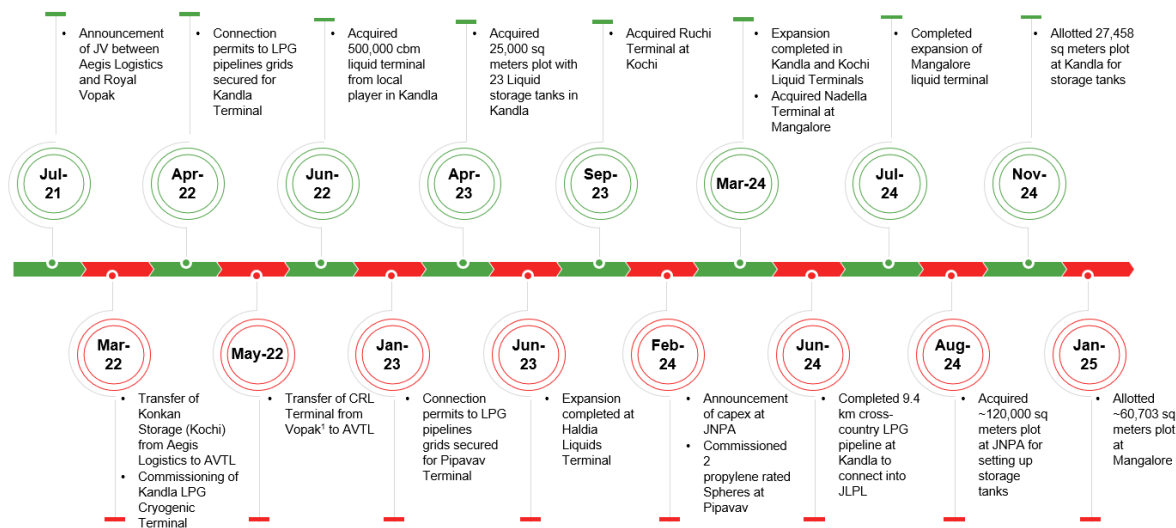 • Announcement
of JV between
Aegis Logistics
and Royal
Vopak
• Connection
permits to LPG
pipelines grids
secured for
Kandla
Terminal
• Acquired
500,000 cbm
liquid terminal
from local
player in Kandla
• Acquired
25,000 sq
meters plot with
23 Liquid
storage tanks in
Kandla
• Acquired Ruchi
Terminal at
Kochi
• Expansion
completed in
Kandla and Kochi
Liquid Terminals
• Acquired Nadella
Terminal at
Mangalore
• Completed
expansion of
Mangalore
liquid terminal
• Allotted 27,458
sq meters plot
at Kandla for
storage tanks
Jul-
21
Apr-
22
Jun-
22
Apr-
23
Sep-
23
Mar-24
Jul-
24
Nov-
24
Mar-
22
May-22
Jan-
23
Jun-
23
Feb-
24
Jun-
24
Aug-
24
Jan-
25
• Transfer of
Konkan
Storage (Kochi)
from Aegis
Logistics to AVTL
• Commissioning of
Kandla LPG
Cryogenic
Terminal
• Transfer of CRL
Terminal from
Vopak¹ to AVTL
• Connection
permits to LPG
pipelines
grids secured
for Pipavav
Terminal
• Expansion
completed at
Haldia
Liquids
Terminal
• Announcement
of capex at
JNPA
• Commissioned
2
propylene rated
Spheres at
Pipavav
• Completed 9.4
km cross-
country LPG
pipeline at
Kandla to
connect into
JLPL
• Acquired
~120,000 sq
meters plot
at JNPA for
setting up
storage
tanks
• Allotted
~60,703 sq
meters plot
at
Mangalore